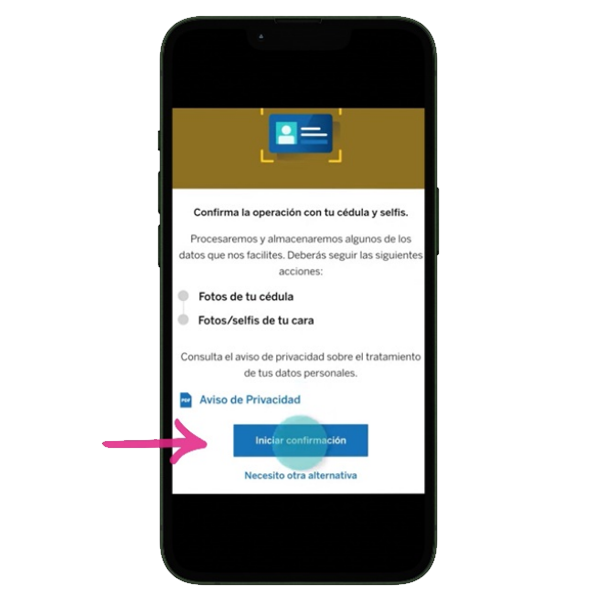 Confirma la operación con tu cédula y selfis.
Procesaremos y almacenaremos algunos de los
datos que nos facilites. Deberás seguir las siguientes
acciones:
Fotos de tu cédula
Fotos/selfis de tu cara
Consulta el aviso de privacidad sobre el tratamiento
de tus datos personales.
PDF Aviso de Privacidad
Iniciar confirmación
Necesito otra alternativa